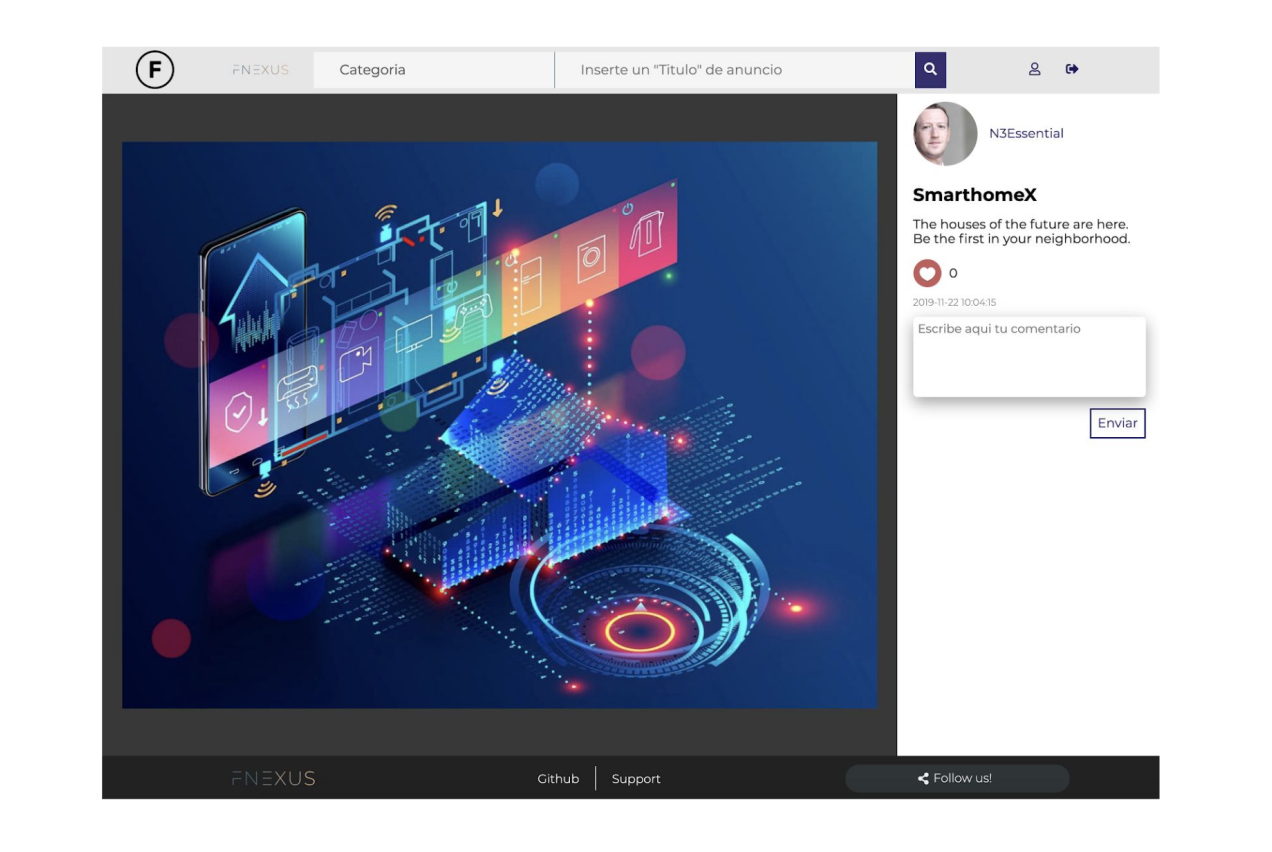 F
FNEXUS
Categoria
Inserte un "Titulo" de anuncio
N3Essential
SmarthomeX
The houses of the future are here.
Be the first in your neighborhood.
0
2019-11-22 10:04:15
Escribe aqui tu comentario
Enviar
FNEXUS
Github
Support
Follow us!